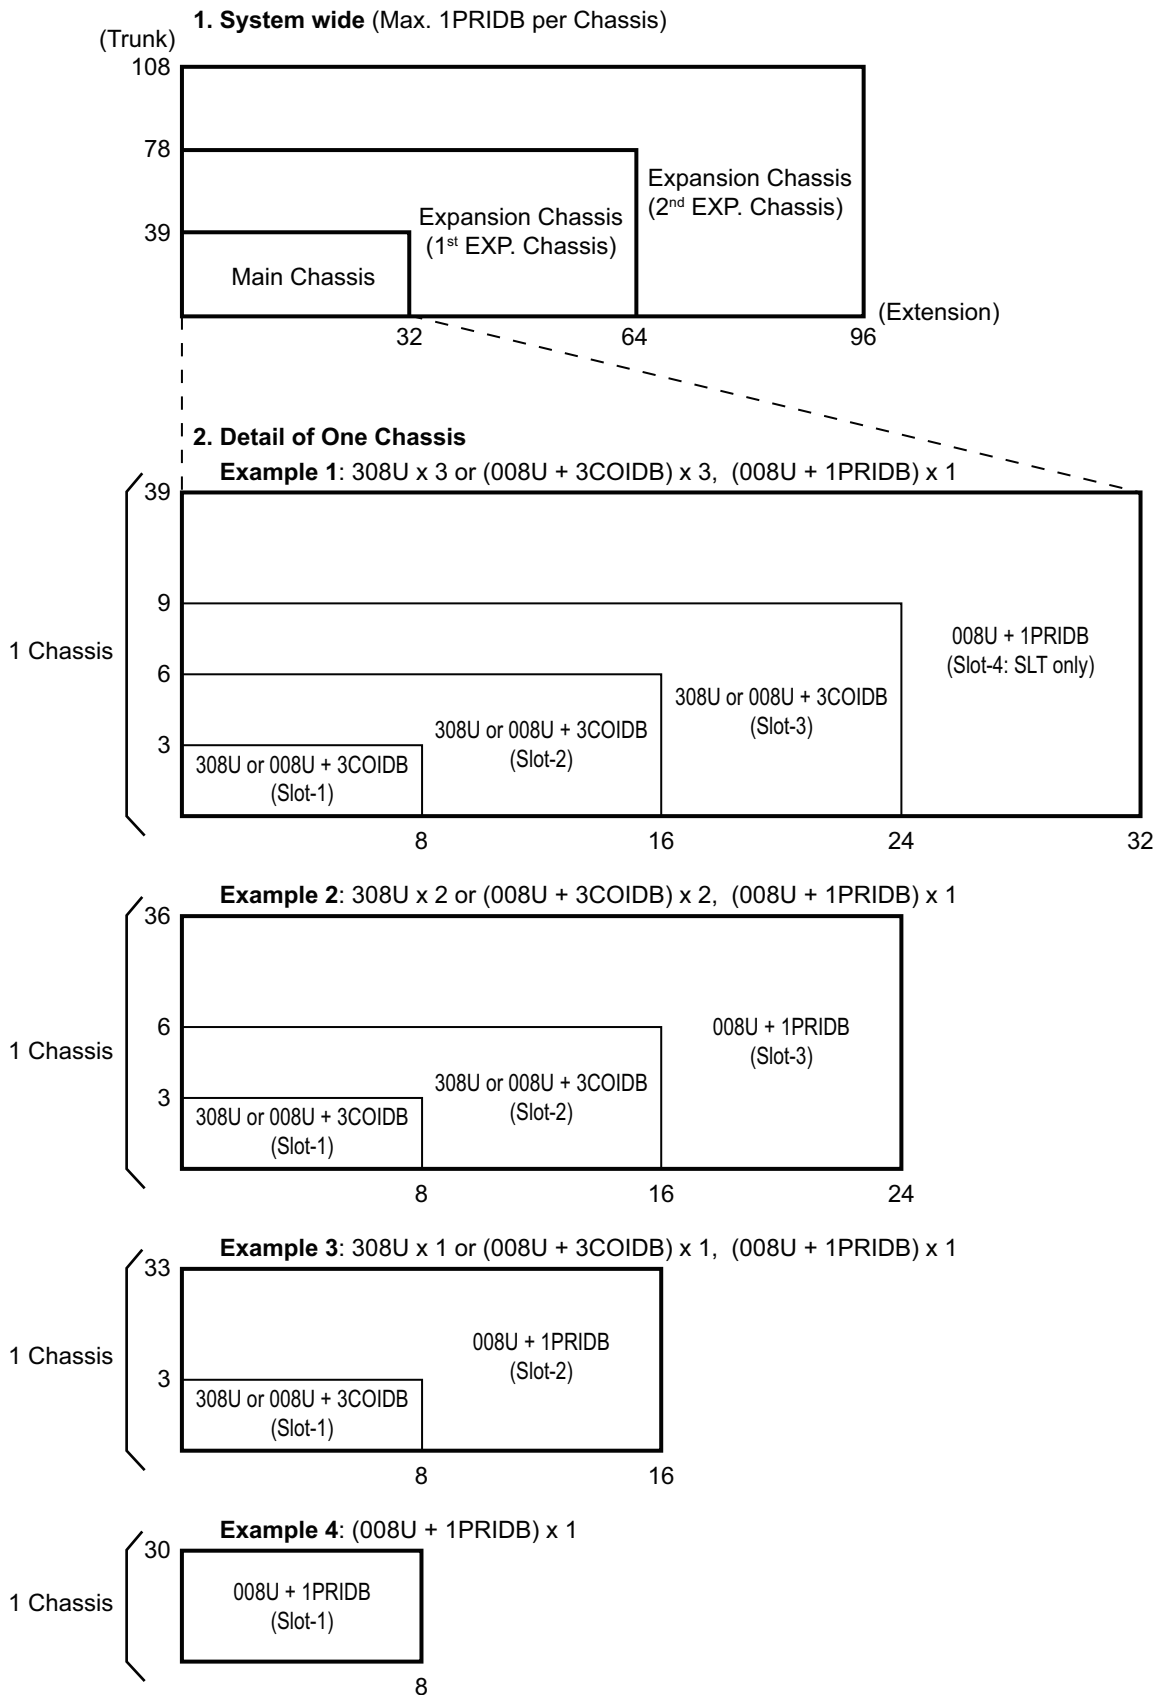 1. System wide (Max. 1PRIDB per Chassis)
(Trunk)
108
78
39
Expansion Chassis
(2nd EXP. Chassis)
Expansion Chassis
(1st EXP. Chassis)
Main Chassis
(Extension)
32
64
96
2. Detail of One Chassis
Example 1: 308U x 3 or (008U + 3COIDB) x 3, (008U + 1PRIDB) x 1
39
9
6
3
1 Chassis
008U + 1PRIDB
(Slot-4: SLT only)
308U or 008U + 3COIDB
(Slot-3)
308U or 008U + 3COIDB
(Slot-2)
308U or 008U + 3COIDB
(Slot-1)
8
16
24
32
Example 2: 308U x 2 or (008U + 3COIDB) x 2, (008U + 1PRIDB) x 1
36
6
3
1 Chassis
008U + 1PRIDB
(Slot-3)
308U or 008U + 3COIDB
(Slot-2)
308U or 008U + 3COIDB
(Slot-1)
8
16
24
Example 3: 308U x 1 or (008U + 3COIDB) x 1, (008U + 1PRIDB) x 1
33
3
1 Chassis
008U + 1PRIDB
(Slot-2)
308U or 008U + 3COIDB
(Slot-1)
8
16
Example 4: (008U + 1PRIDB) x 1
30
1 Chassis
008U + 1PRIDB
(Slot-1)
8